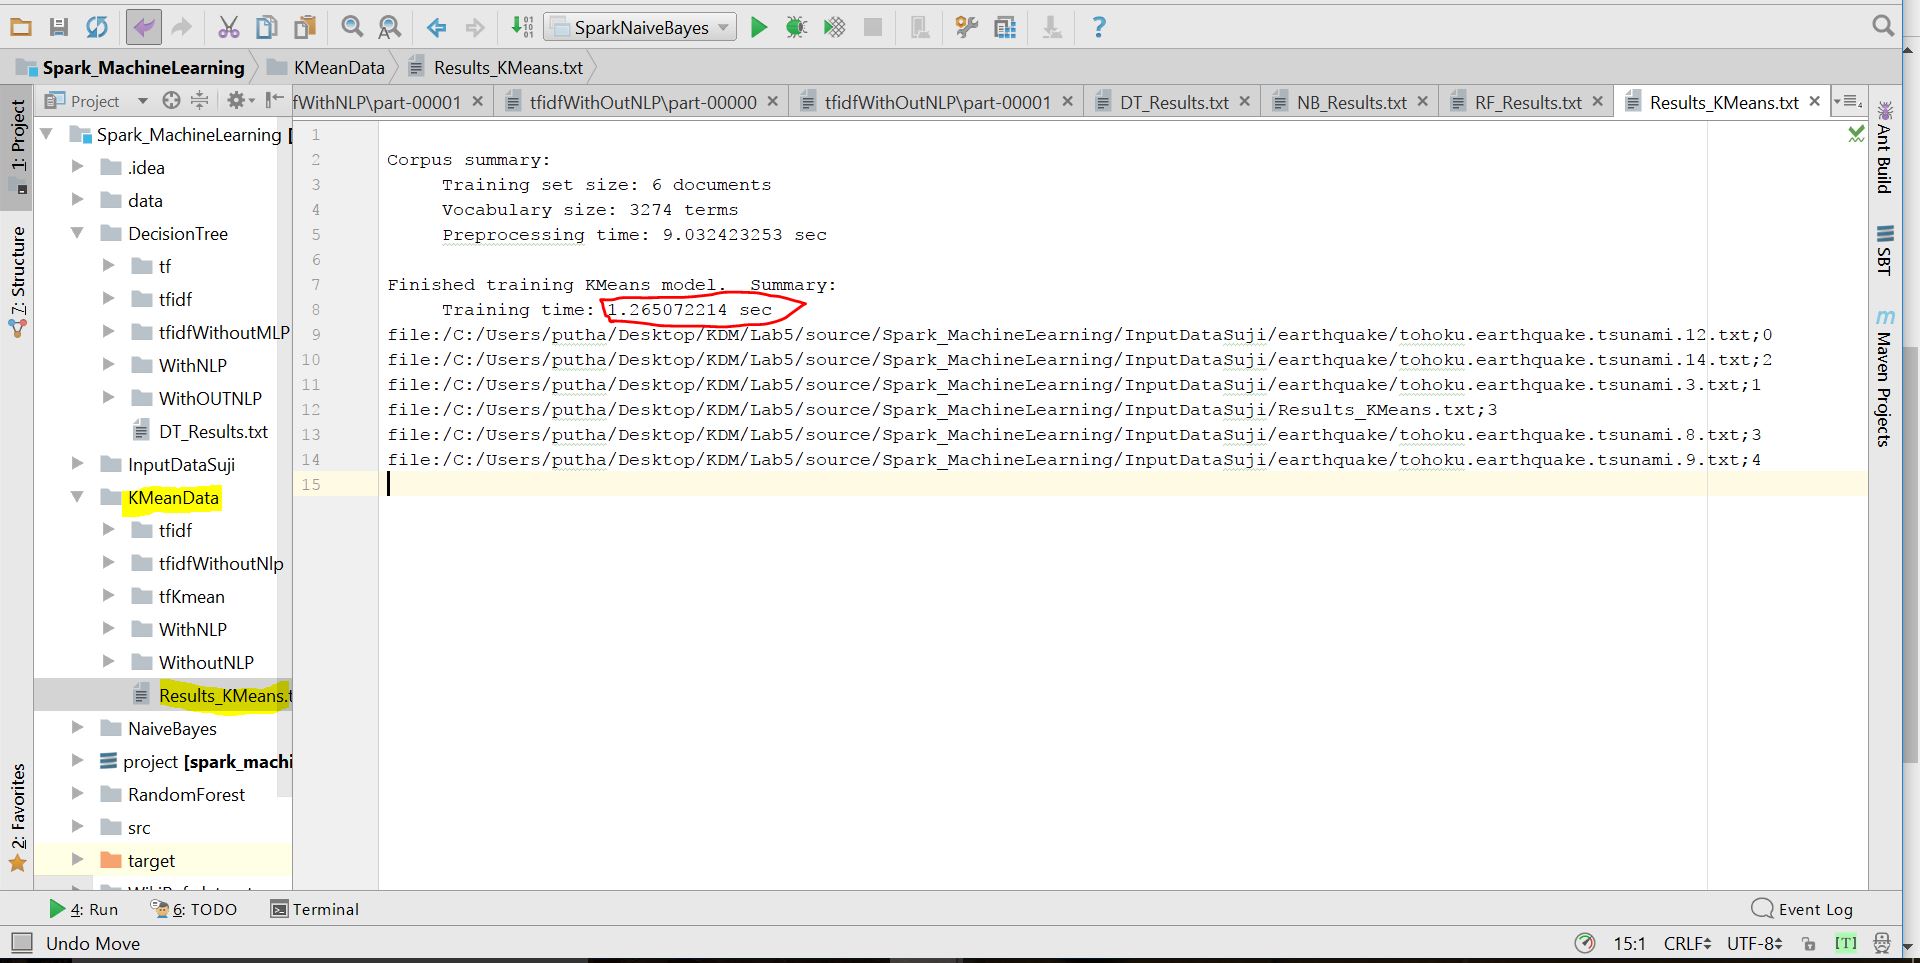 SparkNaiveBayes
Spark_MachineLearning KMeanData Results_KMeans.txt
Project
fWithNLP\part-00001 tfidfWithOutNLP\part-00000 tfidfWithOutNLP\part-00001 DT_Results.txt NB_Results.txt RF_Results.txt Results_KMeans.txt
1: Project
7: Structure
2: Favorites
Spark_MachineLearning [
.idea
data
DecisionTree
tf
tfidf
tfidfWithoutMLP
WithNLP
WithOUTNLP
DT_Results.txt
InputDataSuji
KMeanData
tfidf
tfidfWithoutNlp
tfKmean
WithNLP
WithoutNLP
Results_KMeans.t
NaiveBayes
project [spark_machi
RandomForest
src
target
1
2 Corpus summary:
3 Training set size: 6 documents
4 Vocabulary size: 3274 terms
5 Preprocessing time: 9.032423253 sec
6
7 Finished training KMeans model. Summary:
8 Training time: 1.265072214 sec
9 file:/C:/Users/putha/Desktop/KDM/Lab5/source/Spark_MachineLearning/InputDataSuji/earthquake/tohoku.earthquake.tsunami.12.txt;0
10 file:/C:/Users/putha/Desktop/KDM/Lab5/source/Spark_MachineLearning/InputDataSuji/earthquake/tohoku.earthquake.tsunami.14.txt;2
11 file:/C:/Users/putha/Desktop/KDM/Lab5/source/Spark_MachineLearning/InputDataSuji/earthquake/tohoku.earthquake.tsunami.3.txt;1
12 file:/C:/Users/putha/Desktop/KDM/Lab5/source/Spark_MachineLearning/InputDataSuji/Results_KMeans.txt;3
13 file:/C:/Users/putha/Desktop/KDM/Lab5/source/Spark_MachineLearning/InputDataSuji/earthquake/tohoku.earthquake.tsunami.8.txt;3
14 file:/C:/Users/putha/Desktop/KDM/Lab5/source/Spark_MachineLearning/InputDataSuji/earthquake/tohoku.earthquake.tsunami.9.txt;4
15
Ant Build
SBT
Maven Projects
4: Run 6: TODO Terminal Event Log
Undo Move 15:1 CRLF UTF-8 [T]